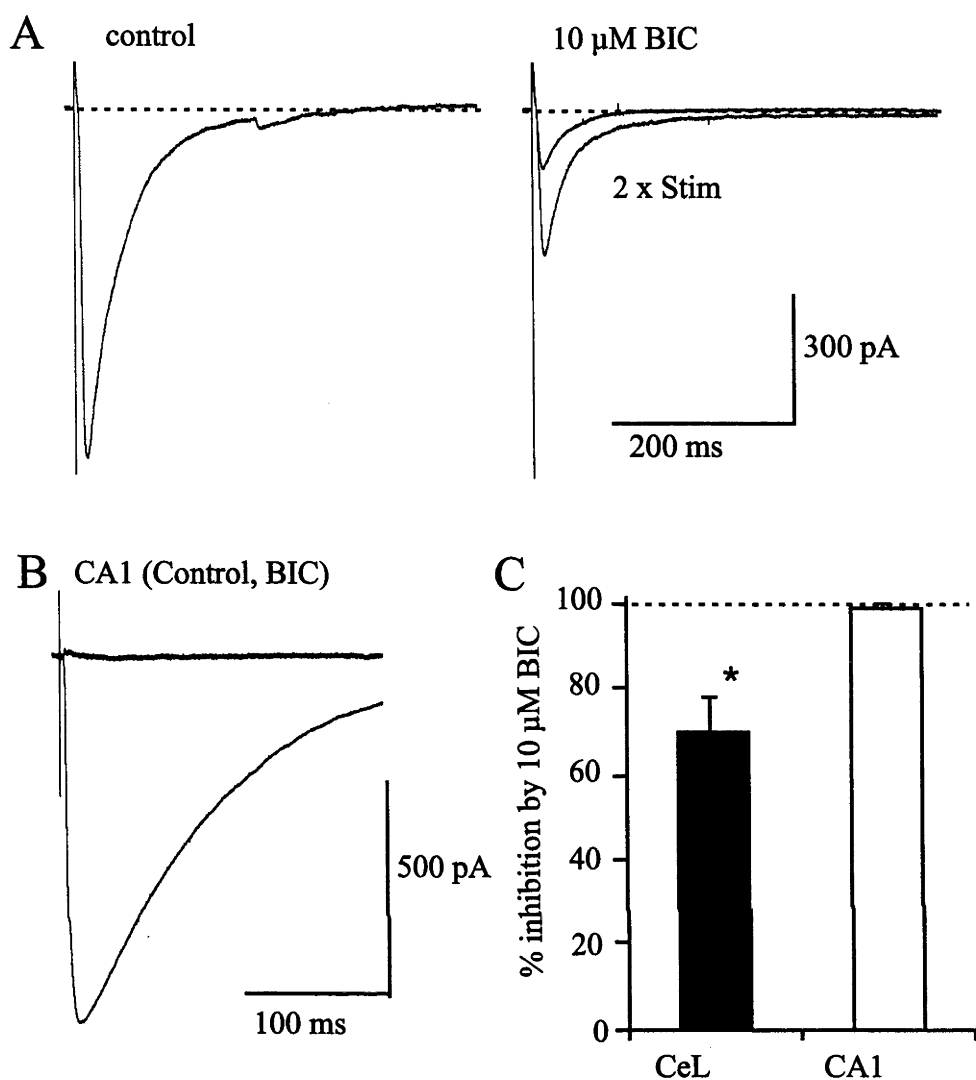 A
control
10 µM BIC
2 x Stim
300 pA
200 ms
B
CA1 (Control, BIC)
500 pA
100 ms
C
% inhibition by 10 µM BIC
100
80
60
40
20
0
*
CeL
CA1